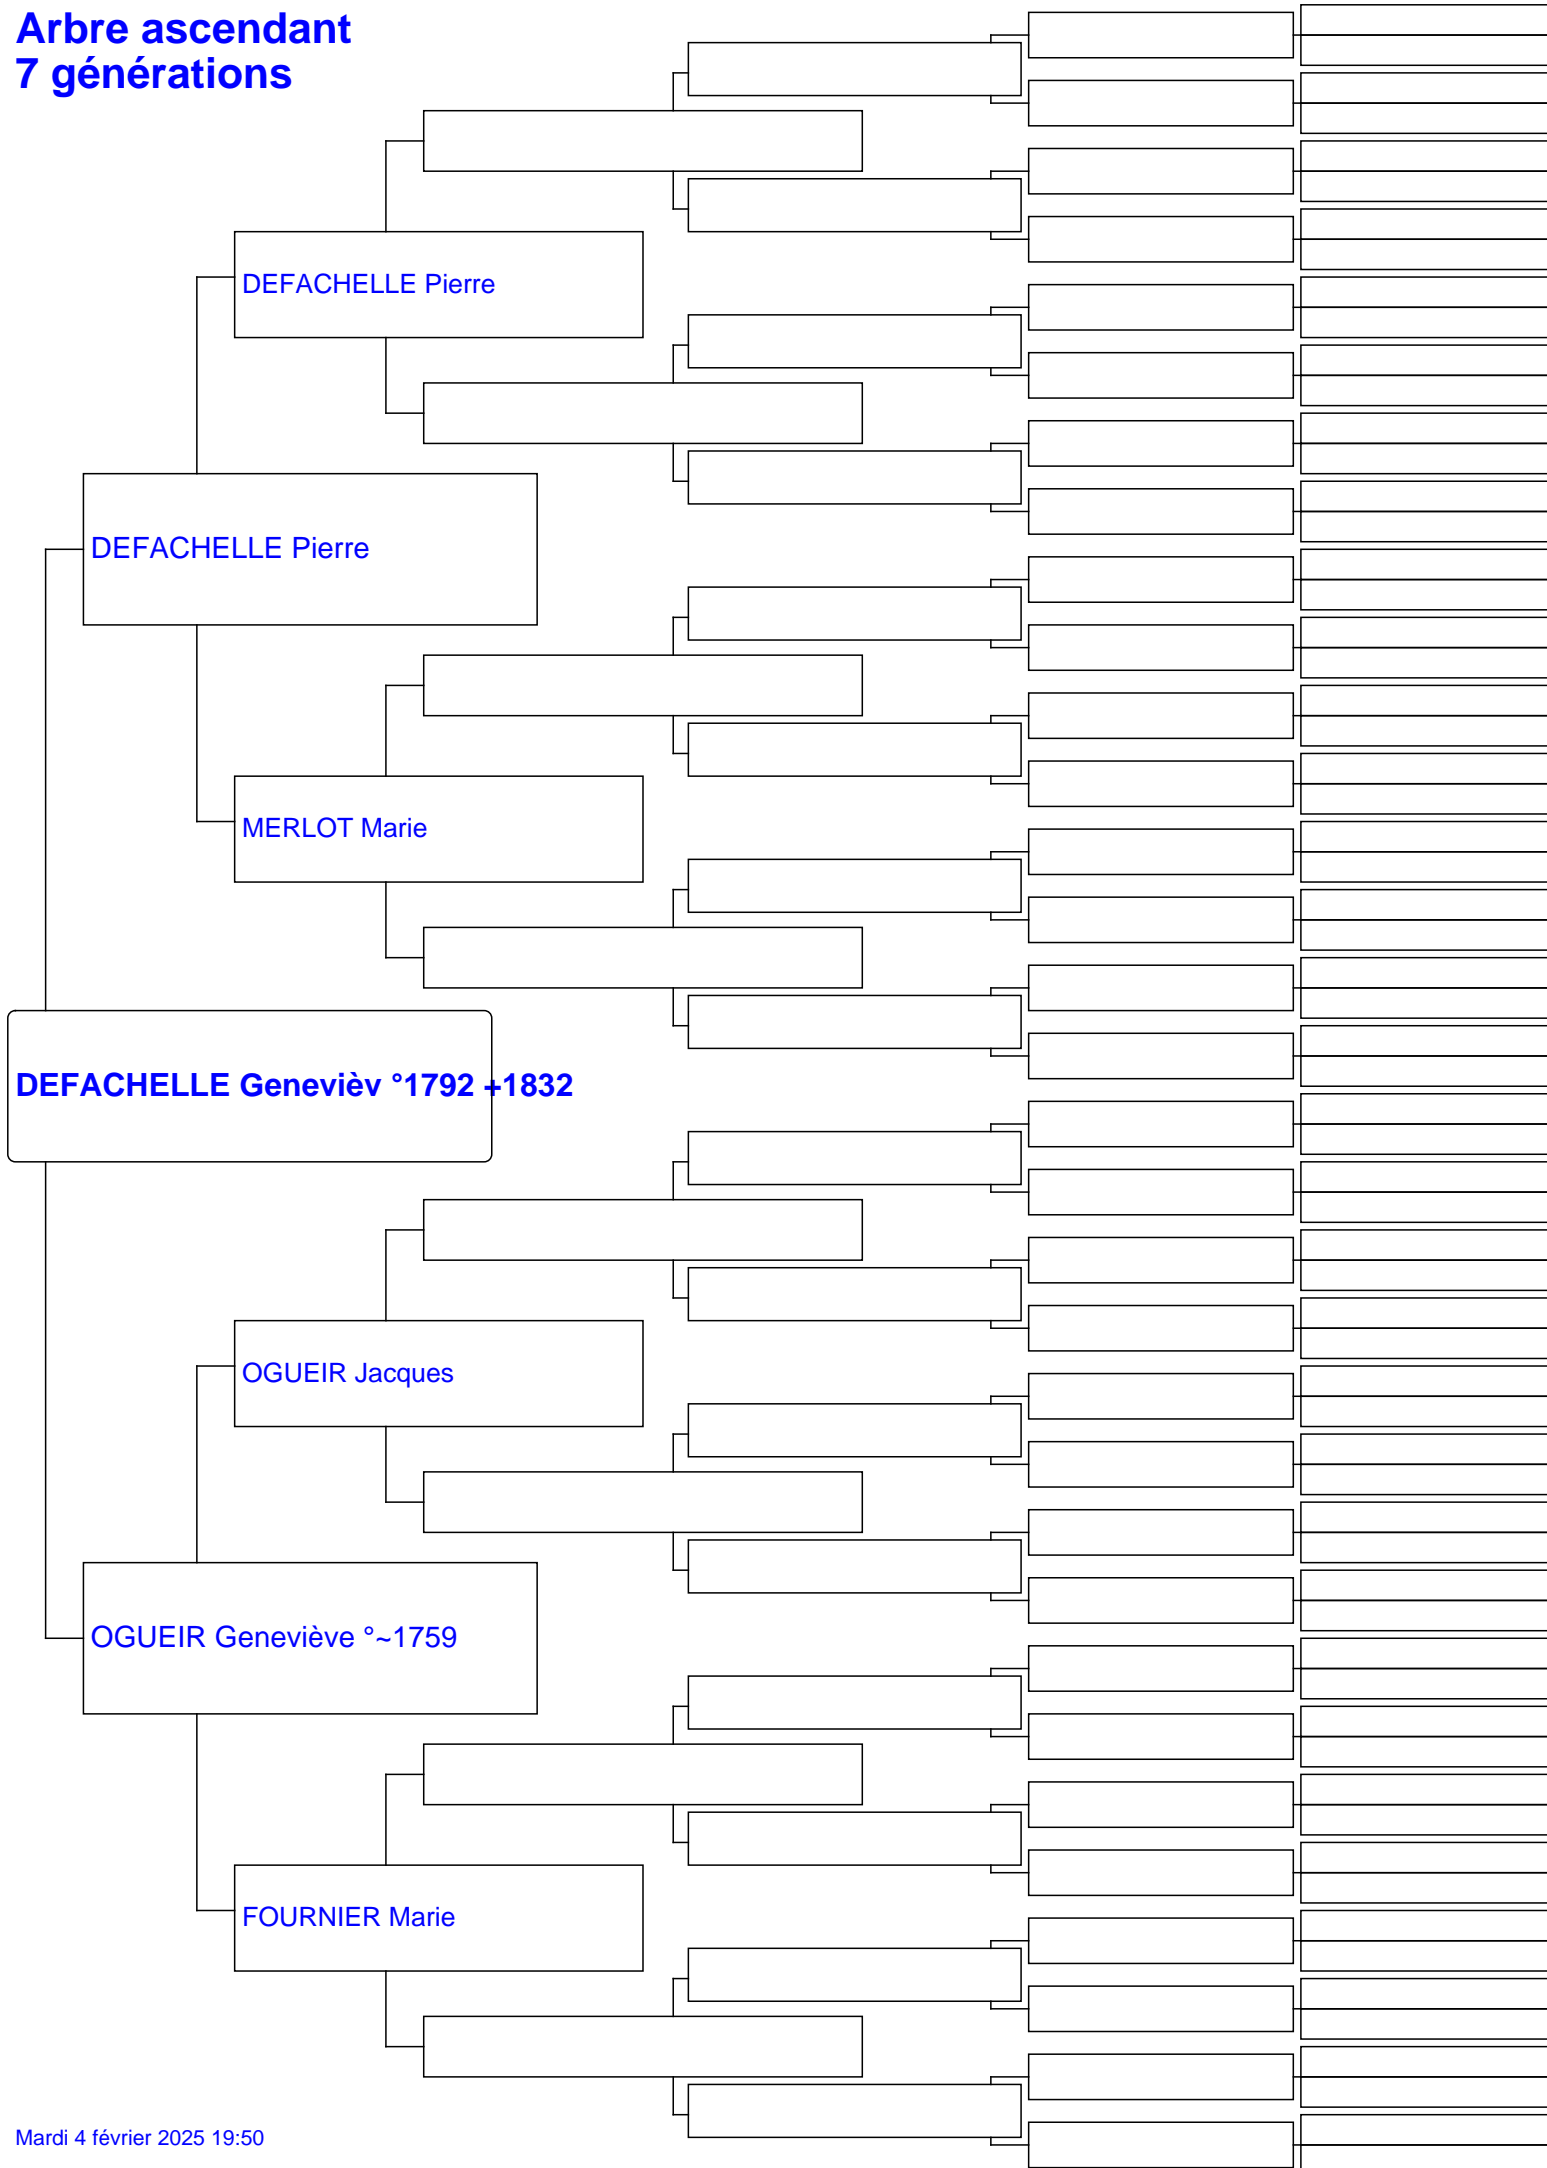 Arbre ascendant
7 générations
DEFACHELLE Pierre
DEFACHELLE Pierre
MERLOT Marie
DEFACHELLE Genevièv °1792 +1832
OGUEIR Jacques
OGUEIR Geneviève °~1759
FOURNIER Marie
Mardi 4 février 2025 19:50